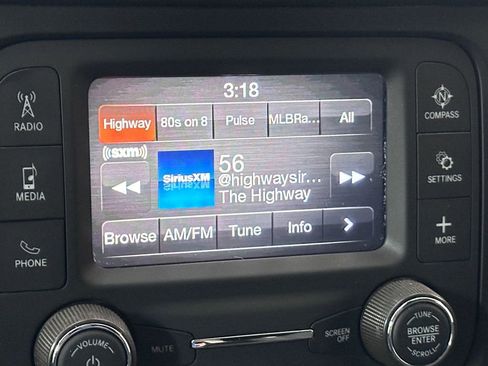 3:18
Highway 80s on 8 Pulse MLBRa... All
((sxm))
SiriusXM
56
@highwaysir...
The Highway
Browse AM/FM Tune Info >
RADIO
MEDIA
PHONE
COMPASS
SETTINGS
+
MORE
VOLUME
MUTE
SCREEN
OFF
TUNE
BROWSE
ENTER
SCROLL